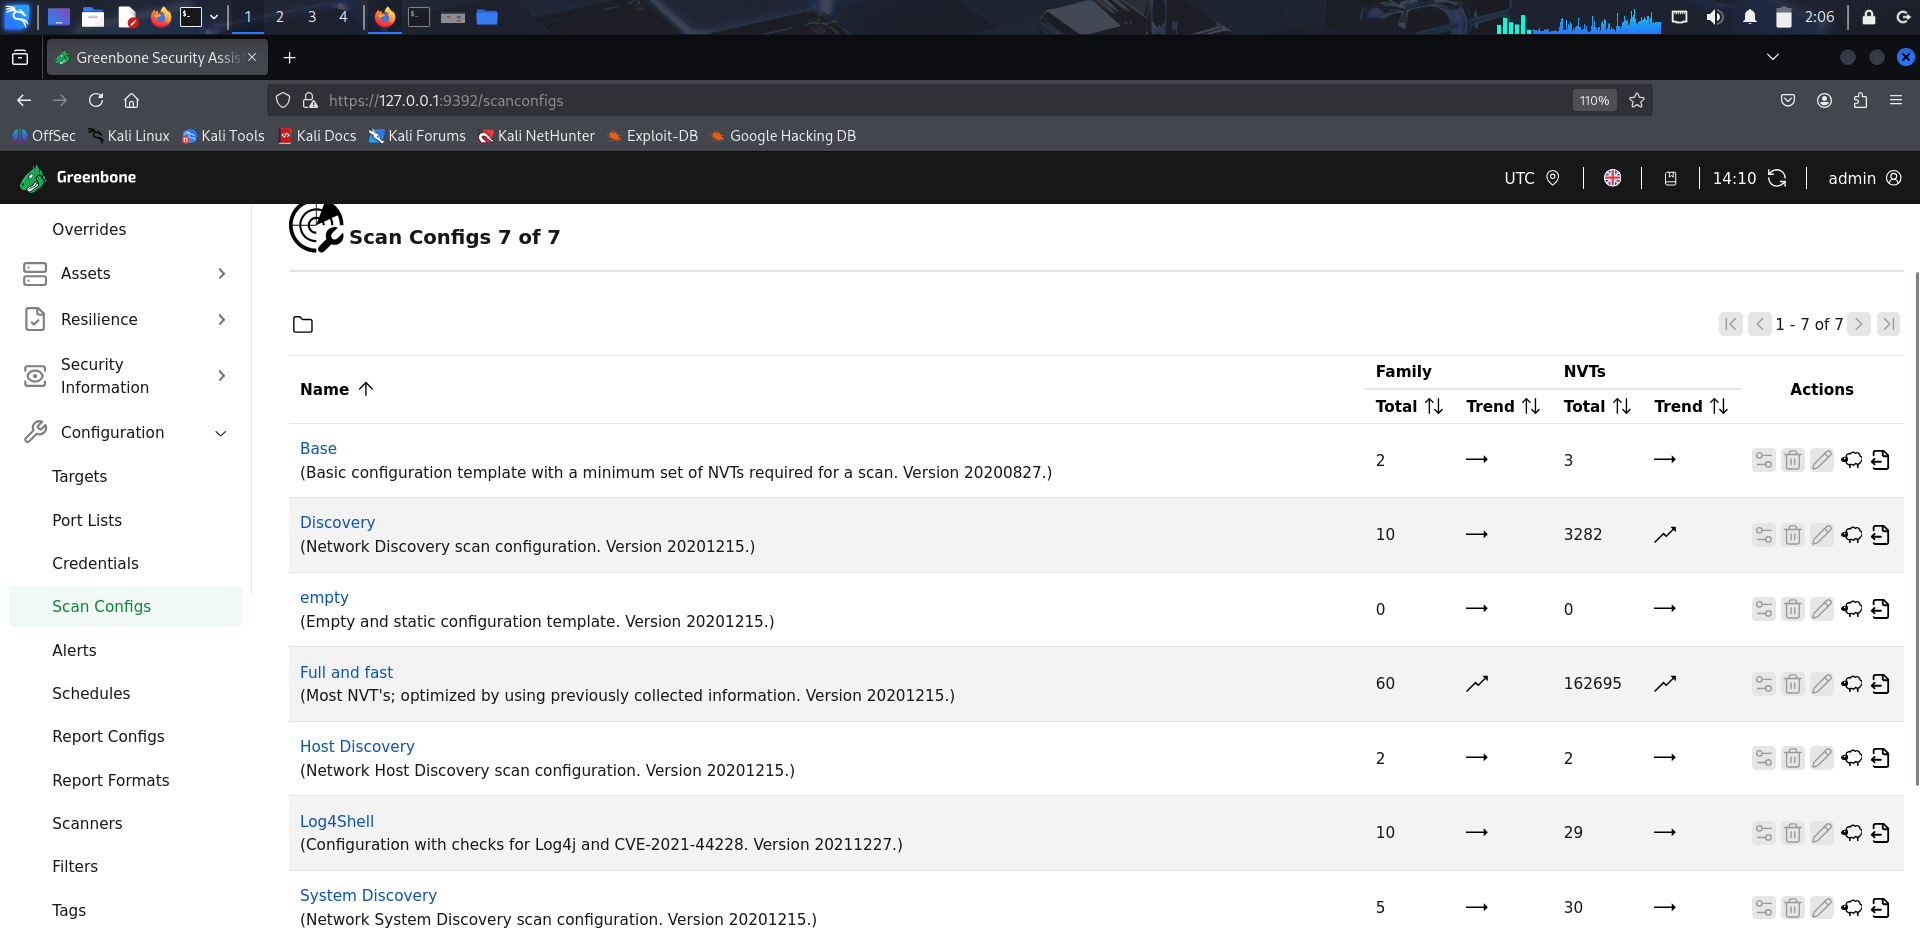 1 2 3 4
2:06
Greenbone Security Assis
https://127.0.0.1:9392/scanconfigs
110%
OffSec Kali Linux Kali Tools Kali Docs Kali Forums Kali NetHunter Exploit-DB Google Hacking DB
Greenbone
UTC
14:10
admin
Overrides
Assets
Resilience
Security
Information
Configuration
Targets
Port Lists
Credentials
Scan Configs
Alerts
Schedules
Report Configs
Report Formats
Scanners
Filters
Tags
Scan Configs 7 of 7
1 - 7 of 7
Name Family NVTs Actions
Total Trend Total Trend
Base
(Basic configuration template with a minimum set of NVTs required for a scan. Version 20200827.)
2 3
Discovery
(Network Discovery scan configuration. Version 20201215.)
10 3282
empty
(Empty and static configuration template. Version 20201215.)
0 0
Full and fast
(Most NVT's; optimized by using previously collected information. Version 20201215.)
60 162695
Host Discovery
(Network Host Discovery scan configuration. Version 20201215.)
2 2
Log4Shell
(Configuration with checks for Log4j and CVE-2021-44228. Version 20211227.)
10 29
System Discovery
(Network System Discovery scan configuration. Version 20201215.)
5 30